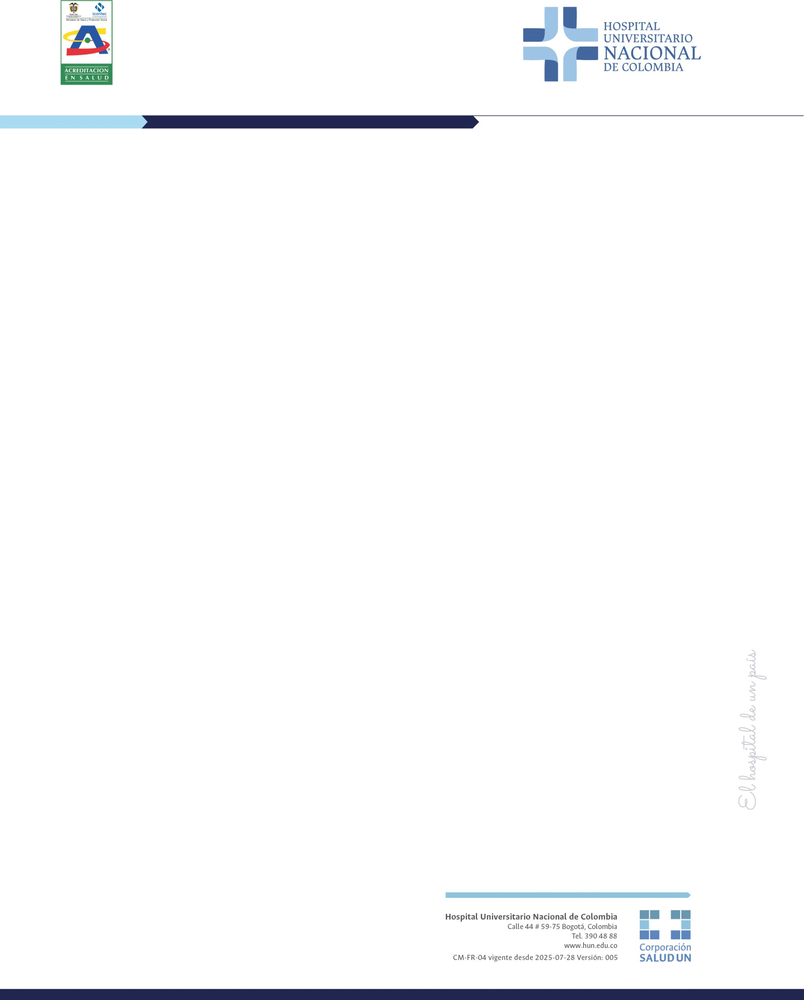 icontec
internacional
Ministerio de Salud y Protección Social
®
ACREDITACION
EN SALUD
HOSPITAL
UNIVERSITARIO
NACIONAL
DE COLOMBIA
El hospital de un país
Hospital Universitario Nacional de Colombia
Calle 44 # 59-75 Bogotá, Colombia
Tel. 390 48 88
www.hun.edu.co
CM-FR-04 vigente desde 2025-07-28 Versión: 005
Corporación
SALUD UN